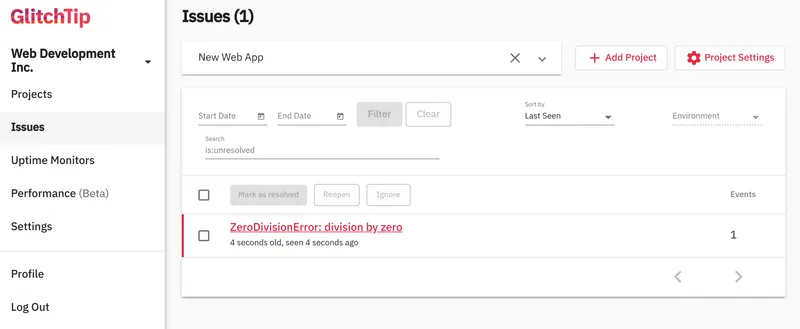 GlitchTip
Web Development
Inc.
Projects
Issues
Uptime Monitors
Performance (Beta)
Settings
Profile
Log Out
Issues (1)
New Web App
Add Project
Project Settings
Start Date
End Date
Filter
Clear
Sort by
Last Seen
Environment
Search
is:unresolved
Mark as resolved
Reopen
Ignore
Events
ZeroDivisionError: division by zero
1
4 seconds old, seen 4 seconds ago